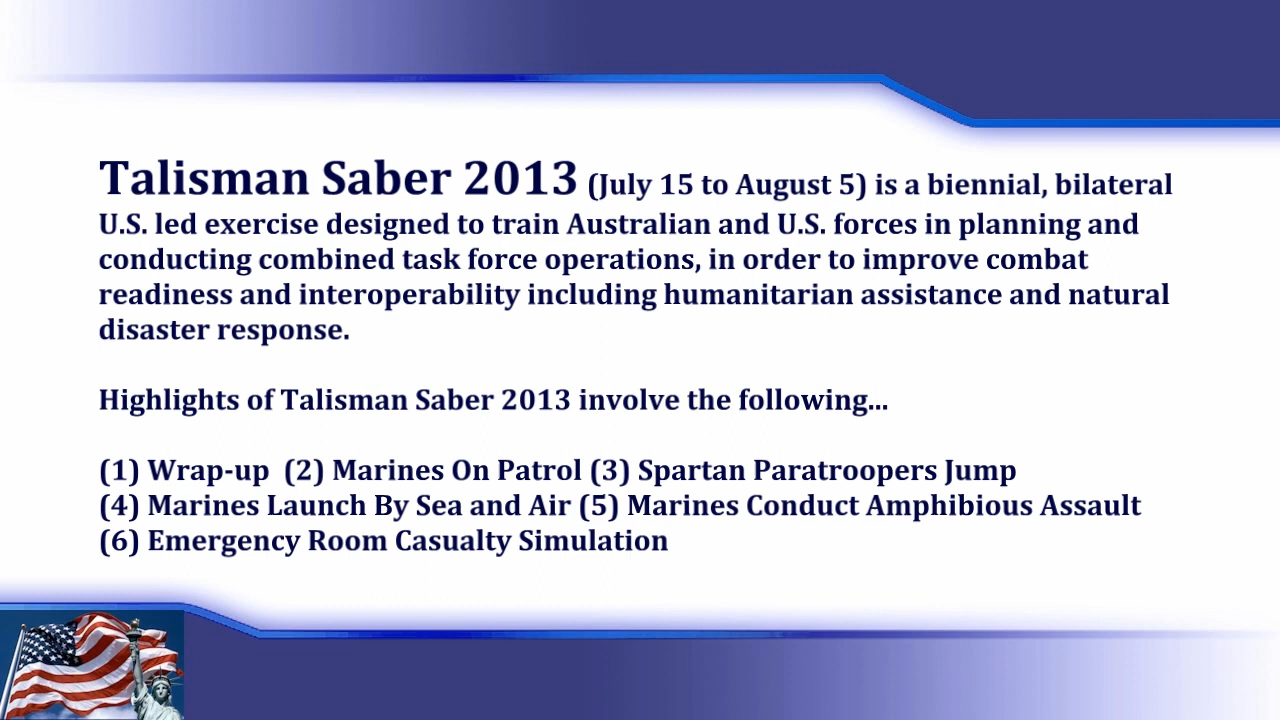 Talisman Saber 2013 (July 15 to August 5) is a biennial, bilateral
U.S. led exercise designed to train Australian and U.S. forces in planning and
conducting combined task force operations, in order to improve combat
readiness and interoperability including humanitarian assistance and natural
disaster response.
Highlights of Talisman Saber 2013 involve the following...
(1) Wrap-up  (2) Marines On Patrol (3) Spartan Paratroopers Jump
(4) Marines Launch By Sea and Air (5) Marines Conduct Amphibious Assault
(6) Emergency Room Casualty Simulation